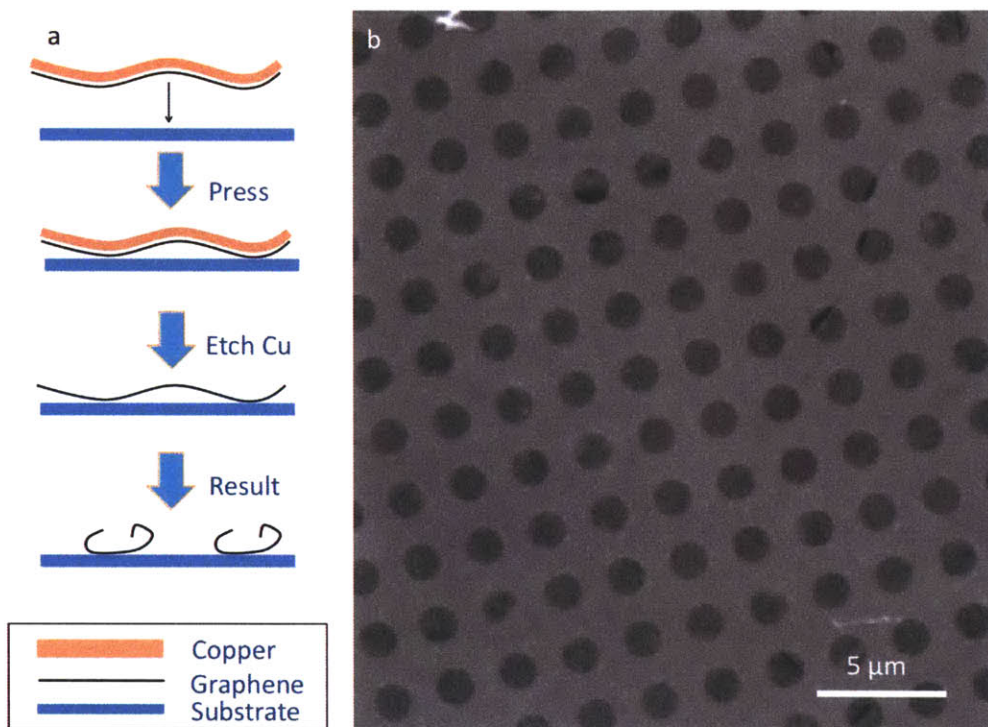 a
Press
Etch Cu
Result
Copper
Graphene
Substrate
b
5 µm